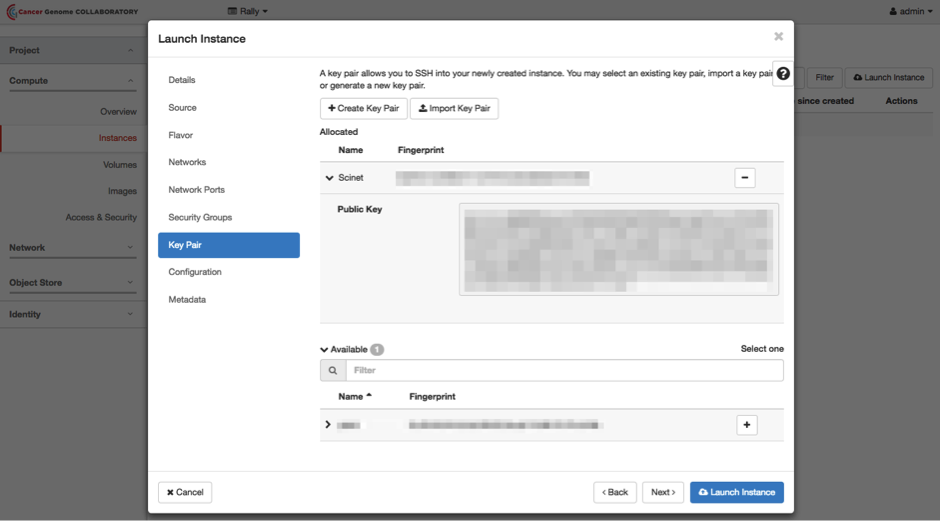 Cancer Genome COLLABORATORY
Rally
admin
Project
Compute
Overview
Instances
Volumes
Images
Access & Security
Network
Object Store
Identity
Filter
Launch Instance
since created
Actions
Launch Instance
Details
Source
Flavor
Networks
Network Ports
Security Groups
Key Pair
Configuration
Metadata
A key pair allows you to SSH into your newly created instance. You may select an existing key pair, import a key pair,
or generate a new key pair.
+ Create Key Pair
Import Key Pair
Allocated
Name Fingerprint
Scinet
Public Key
Available 1
Select one
Filter
Name Fingerprint
Cancel
< Back
Next >
Launch Instance